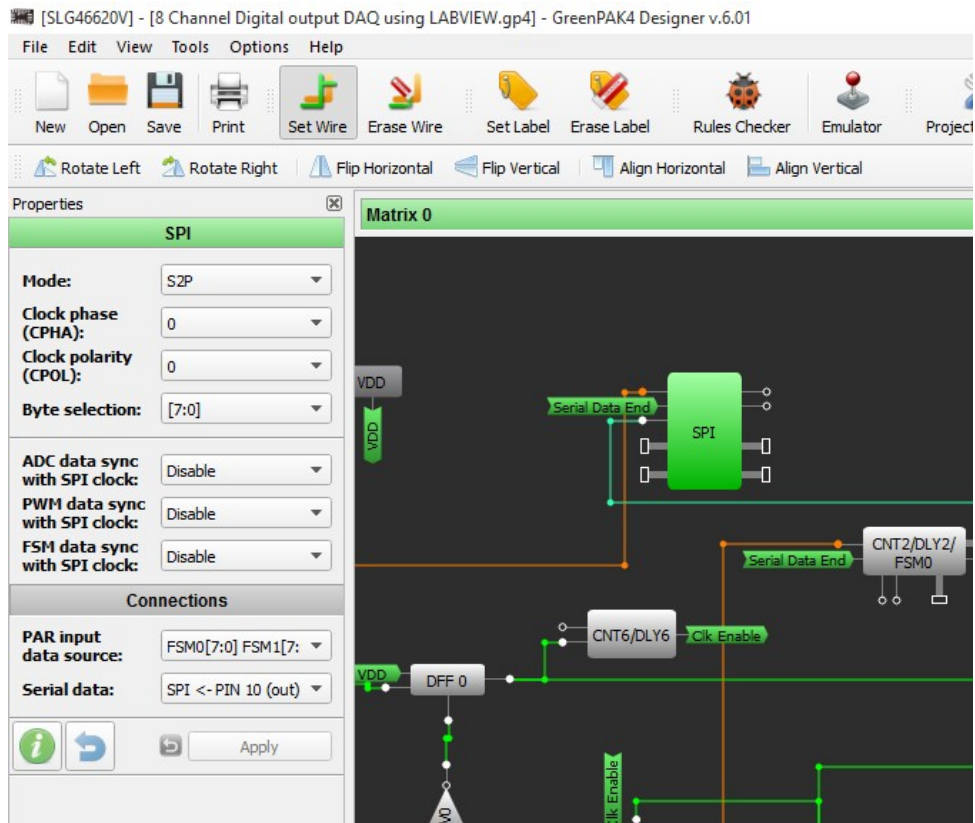 [SLG46620V] - [8 Channel Digital output DAQ using LABVIEW.gp4] - GreenPAK4 Designer v.6.01
File Edit View Tools Options Help
New Open Save Print Set Wire Erase Wire Set Label Erase Label Rules Checker Emulator Project
Rotate Left Rotate Right Flip Horizontal Flip Vertical Align Horizontal Align Vertical
Properties
SPI
Mode: S2P
Clock phase
(CPHA): 0
Clock polarity
(CPOL): 0
Byte selection: [7:0]
ADC data sync
with SPI clock: Disable
PWM data sync
with SPI clock: Disable
FSM data sync
with SPI clock: Disable
Connections
PAR input
data source: FSM0[7:0] FSM1[7:
Serial data: SPI <- PIN 10 (out)
Apply
Matrix 0
VDD
VDD
Serial Data End
SPI
Serial Data End
CNT2/DLY2/
FSM0
CNT6/DLY6
Clk Enable
VDD
DFF 0
Clk Enable